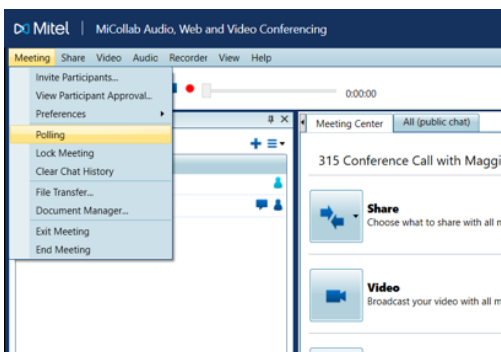 Mitel | MiCollab Audio, Web and Video Conferencing
Meeting Share Video Audio Recorder View Help
Invite Participants...
View Participant Approval...
Preferences
Polling
Lock Meeting
Clear Chat History
File Transfer...
Document Manager...
Exit Meeting
End Meeting
0:00:00
Meeting Center All (public chat)
315 Conference Call with Maggi
Share
Choose what to share with all m
Video
Broadcast your video with all m